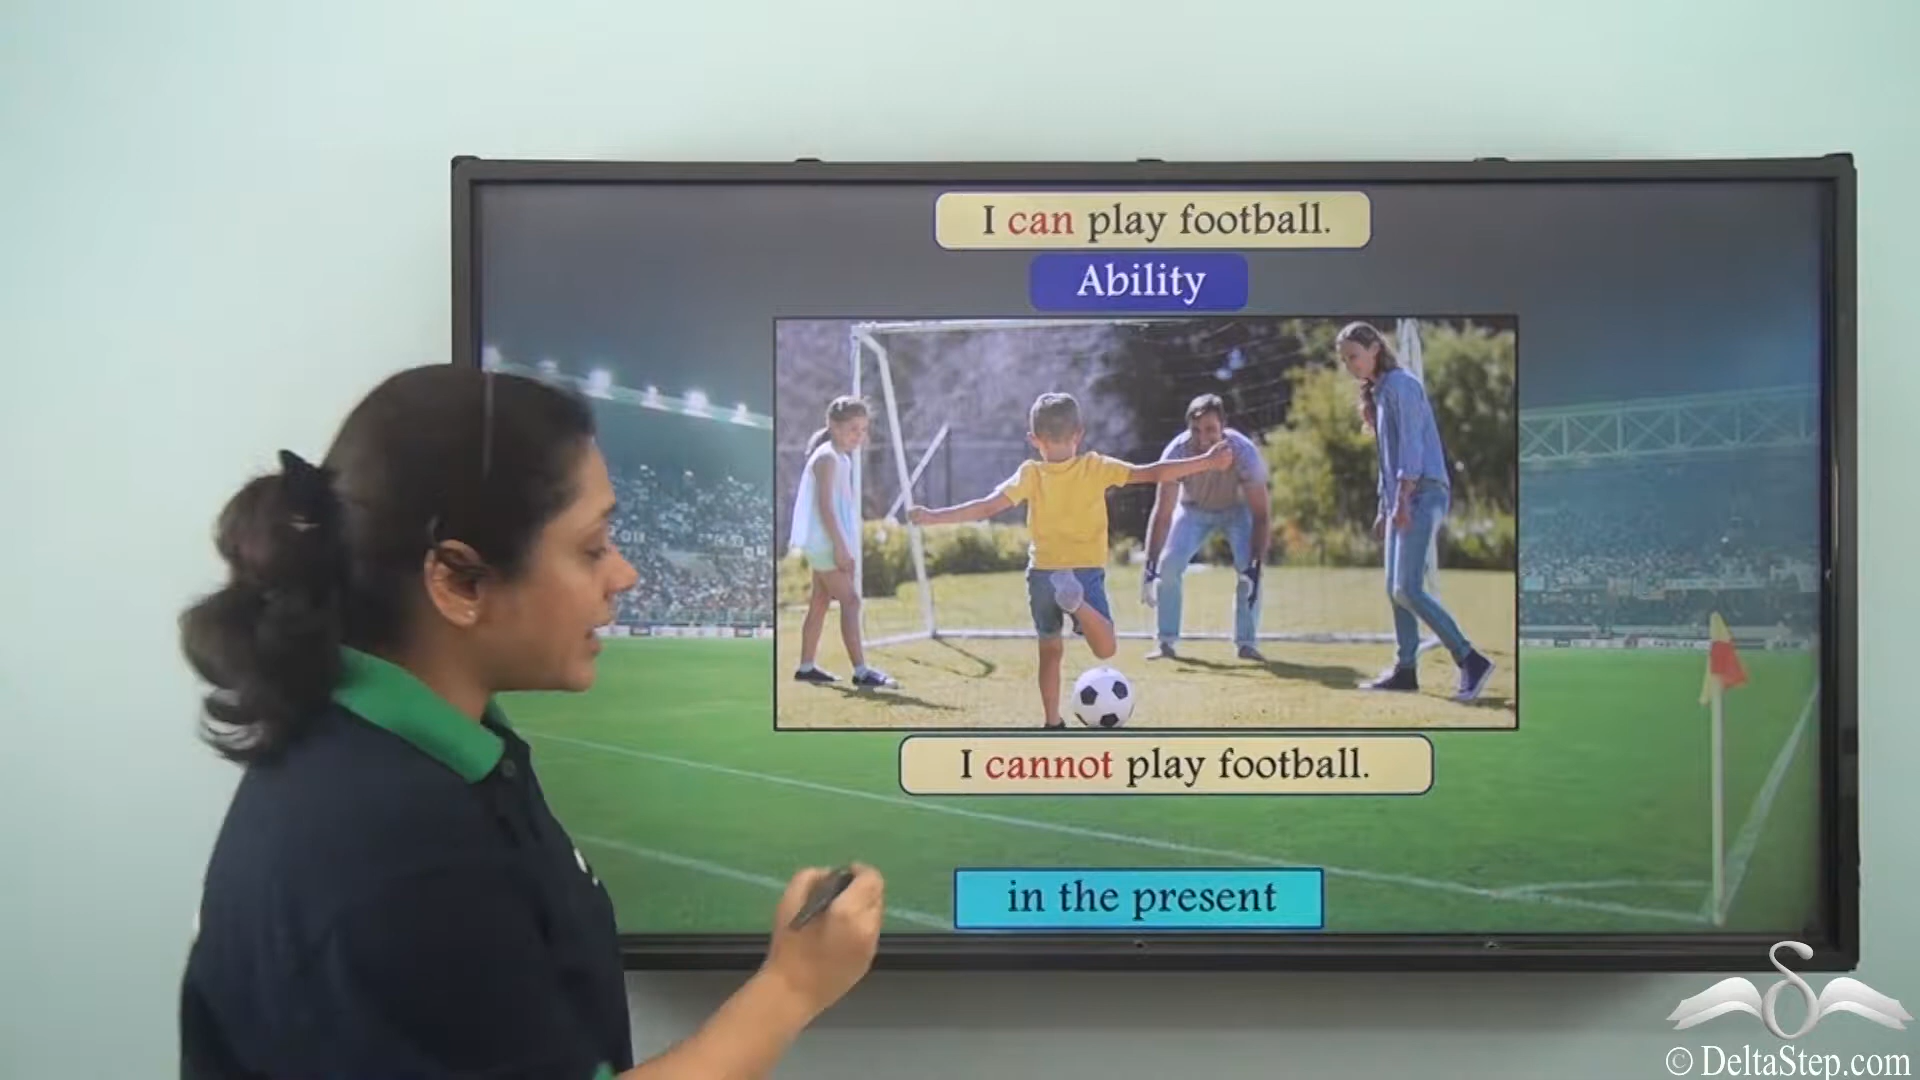 I can play football.
Ability
I cannot play football.
in the present
© DeltaStep.com